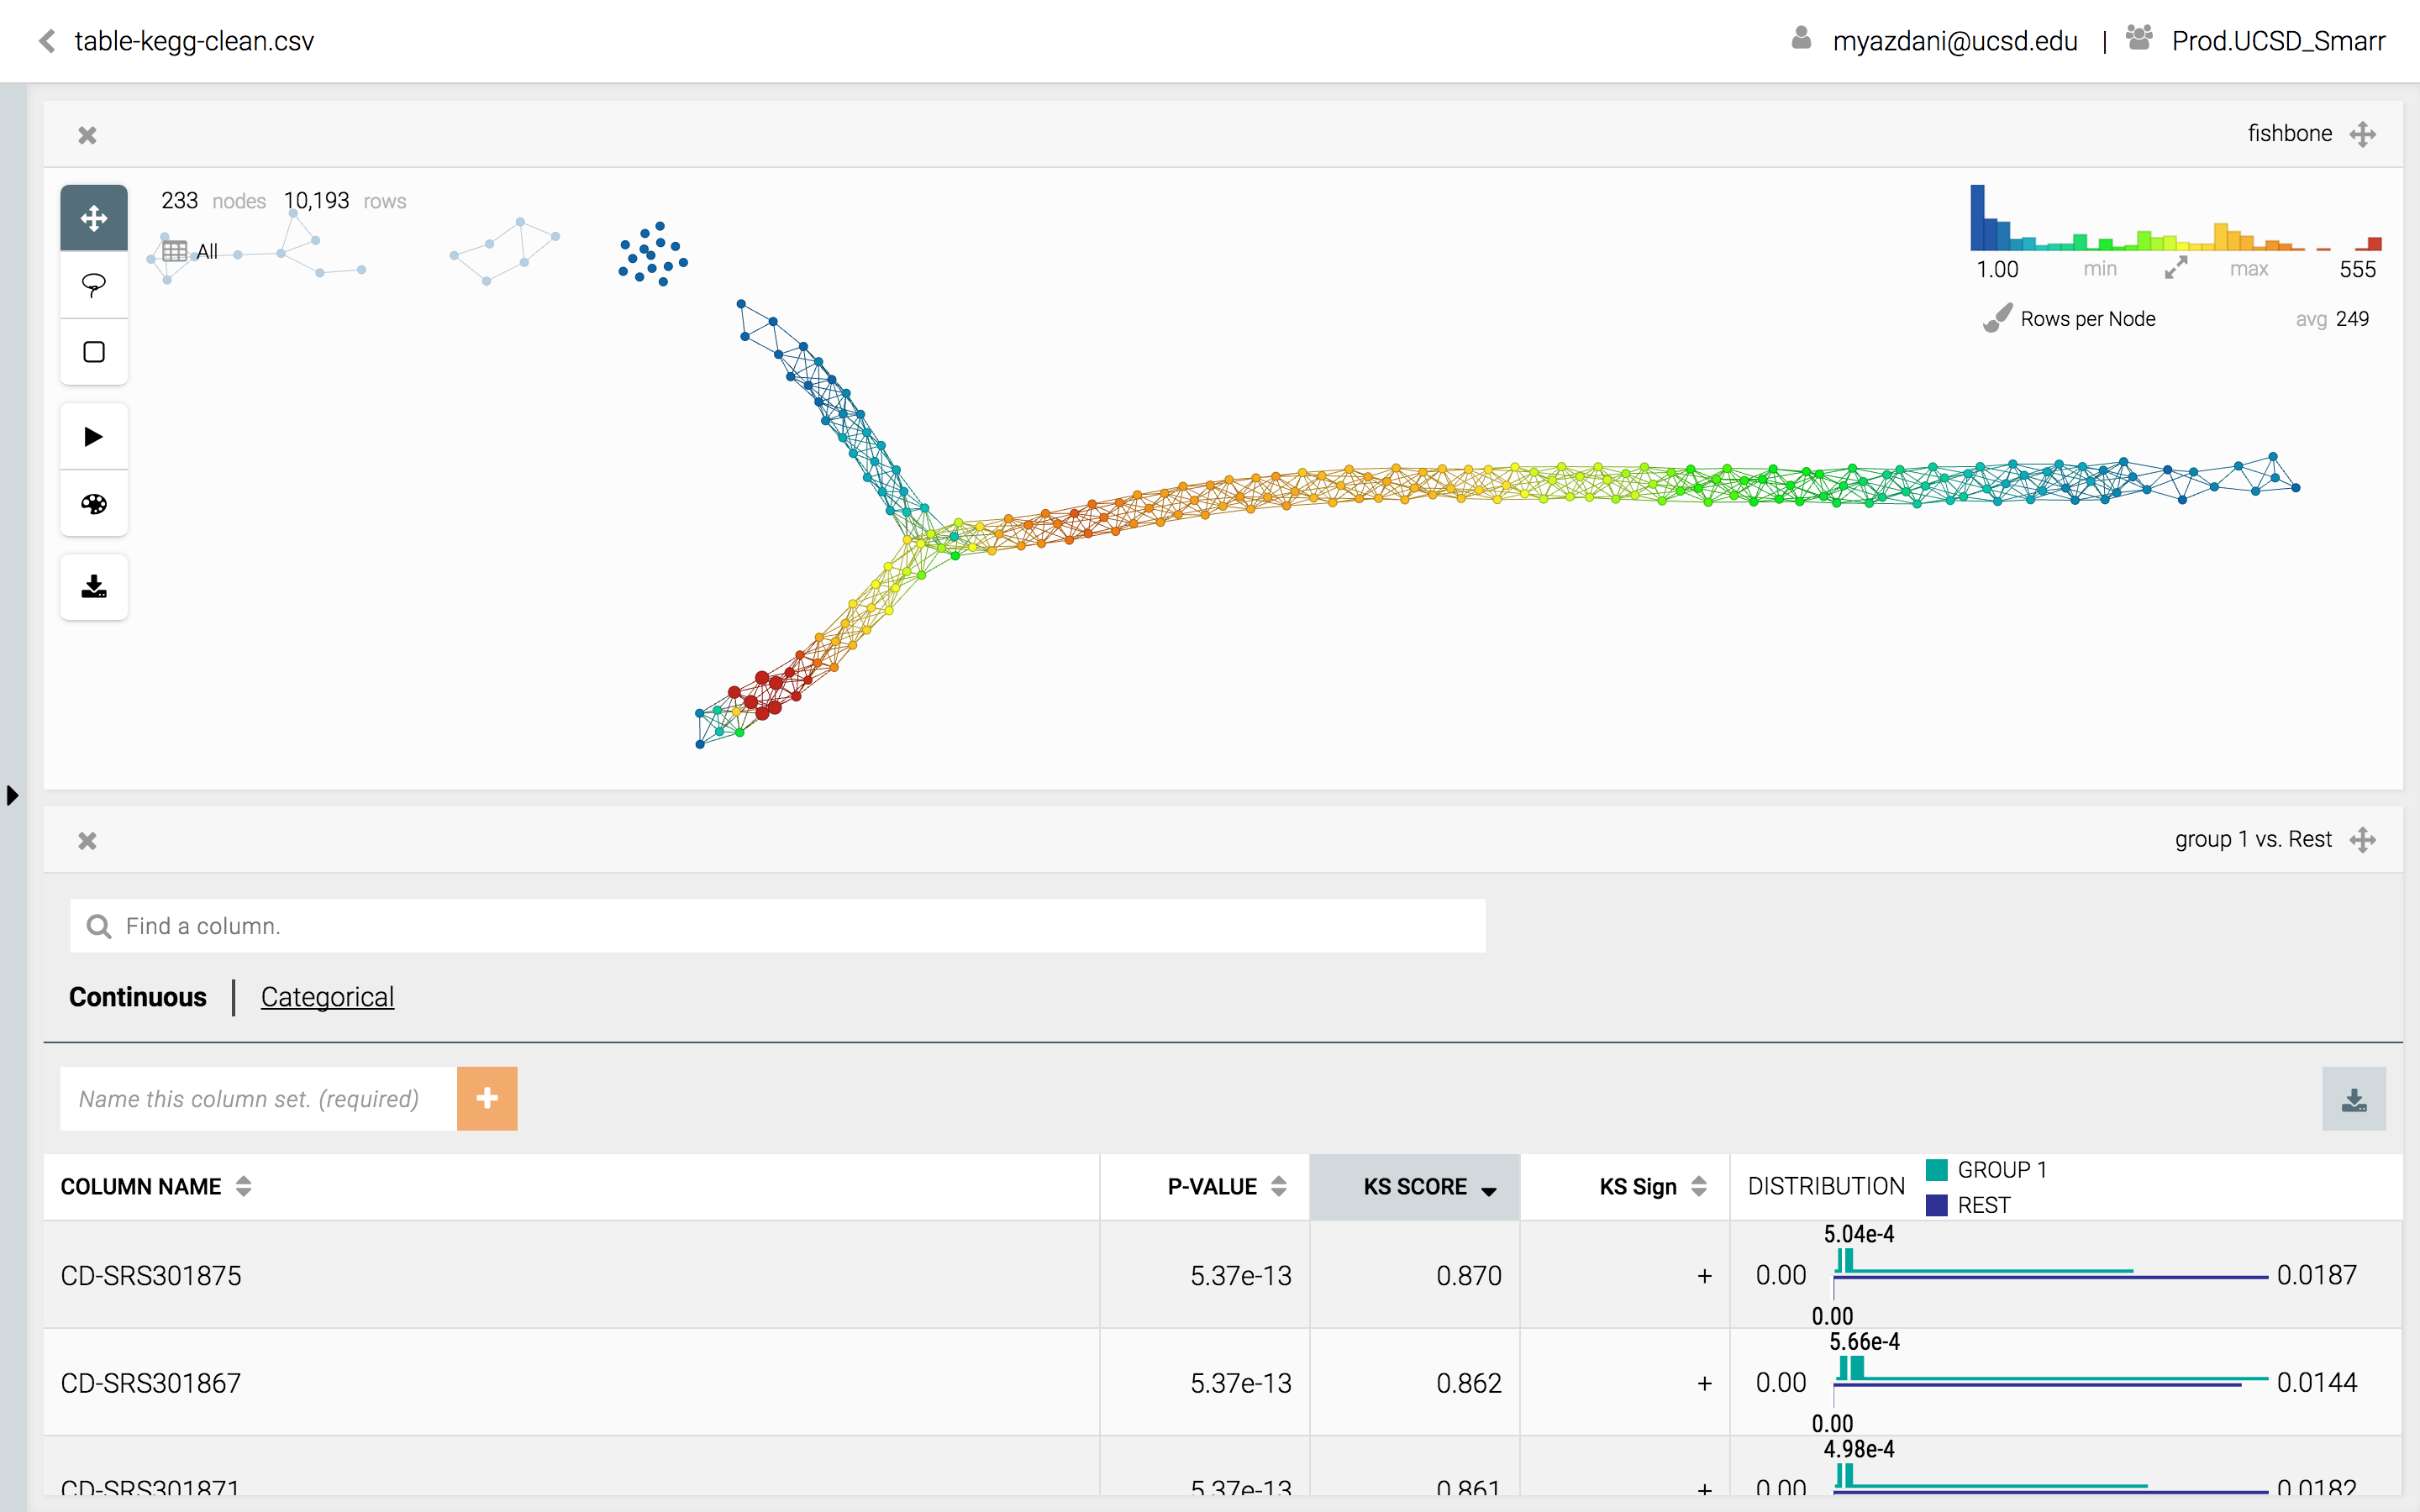 table-kegg-clean.csv
myazdani@ucsd.edu | Prod.UCSD_Smarr
fishbone
233 nodes 10,193 rows
All
1.00 min max 555
Rows per Node avg 249
group 1 vs. Rest
Find a column.
Continuous | Categorical
Name this column set. (required)
COLUMN NAME P-VALUE KS SCORE KS Sign DISTRIBUTION GROUP 1
REST
5.04e-4
CD-SRS301875 5.37e-13 0.870 + 0.00 0.0187
0.00
5.66e-4
CD-SRS301867 5.37e-13 0.862 + 0.00 0.0144
0.00
4.98e-4
CD-SRS301871 5.37e-13 0.861 + 0.00 0.0182